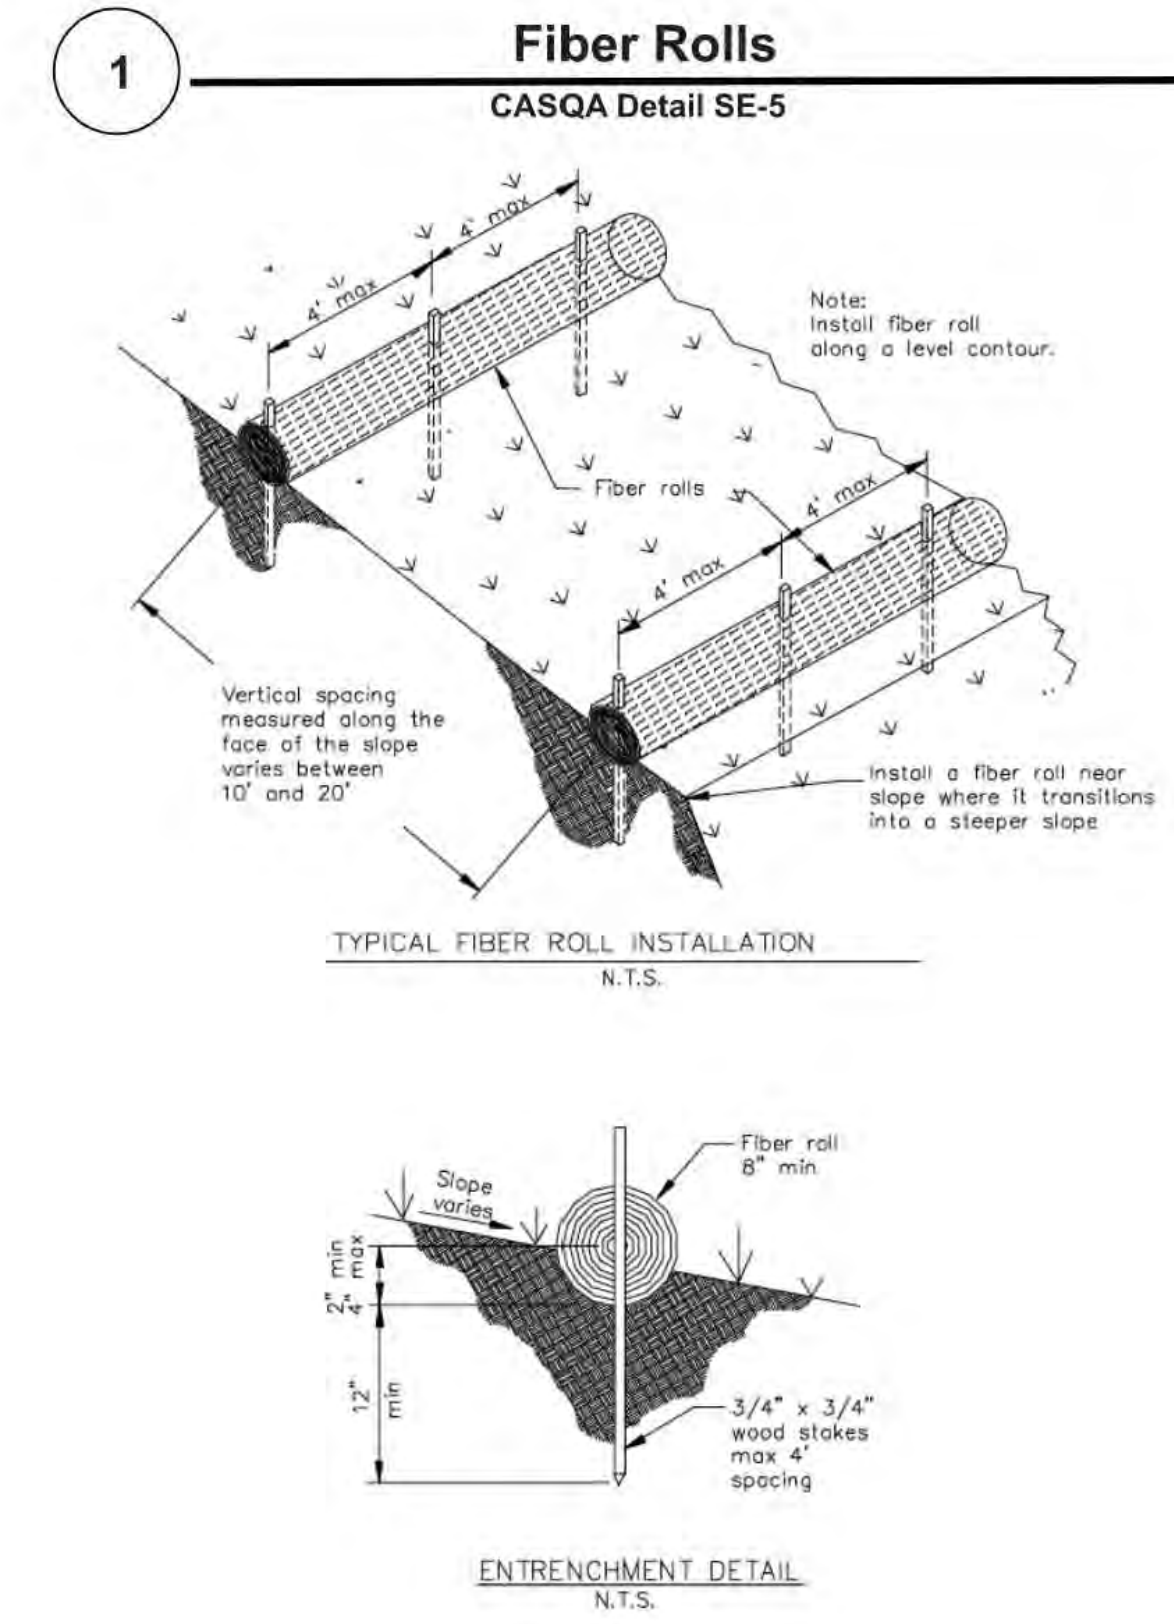 1
Fiber Rolls
CASQA Detail SE-5
4' max
4' max
Note:
Install fiber roll
along a level contour.
Fiber rolls
4' max
4' max
Vertical spacing
measured along the
face of the slope
varies between
10' and 20'
Install a fiber roll near
slope where it transitions
into a steeper slope
TYPICAL FIBER ROLL INSTALLATION
N.T.S.
Fiber roll
8" min
Slope
varies
2" min
4" max
12"
min
3/4" x 3/4"
wood stakes
max 4'
spacing
ENTRENCHMENT DETAIL
N.T.S.